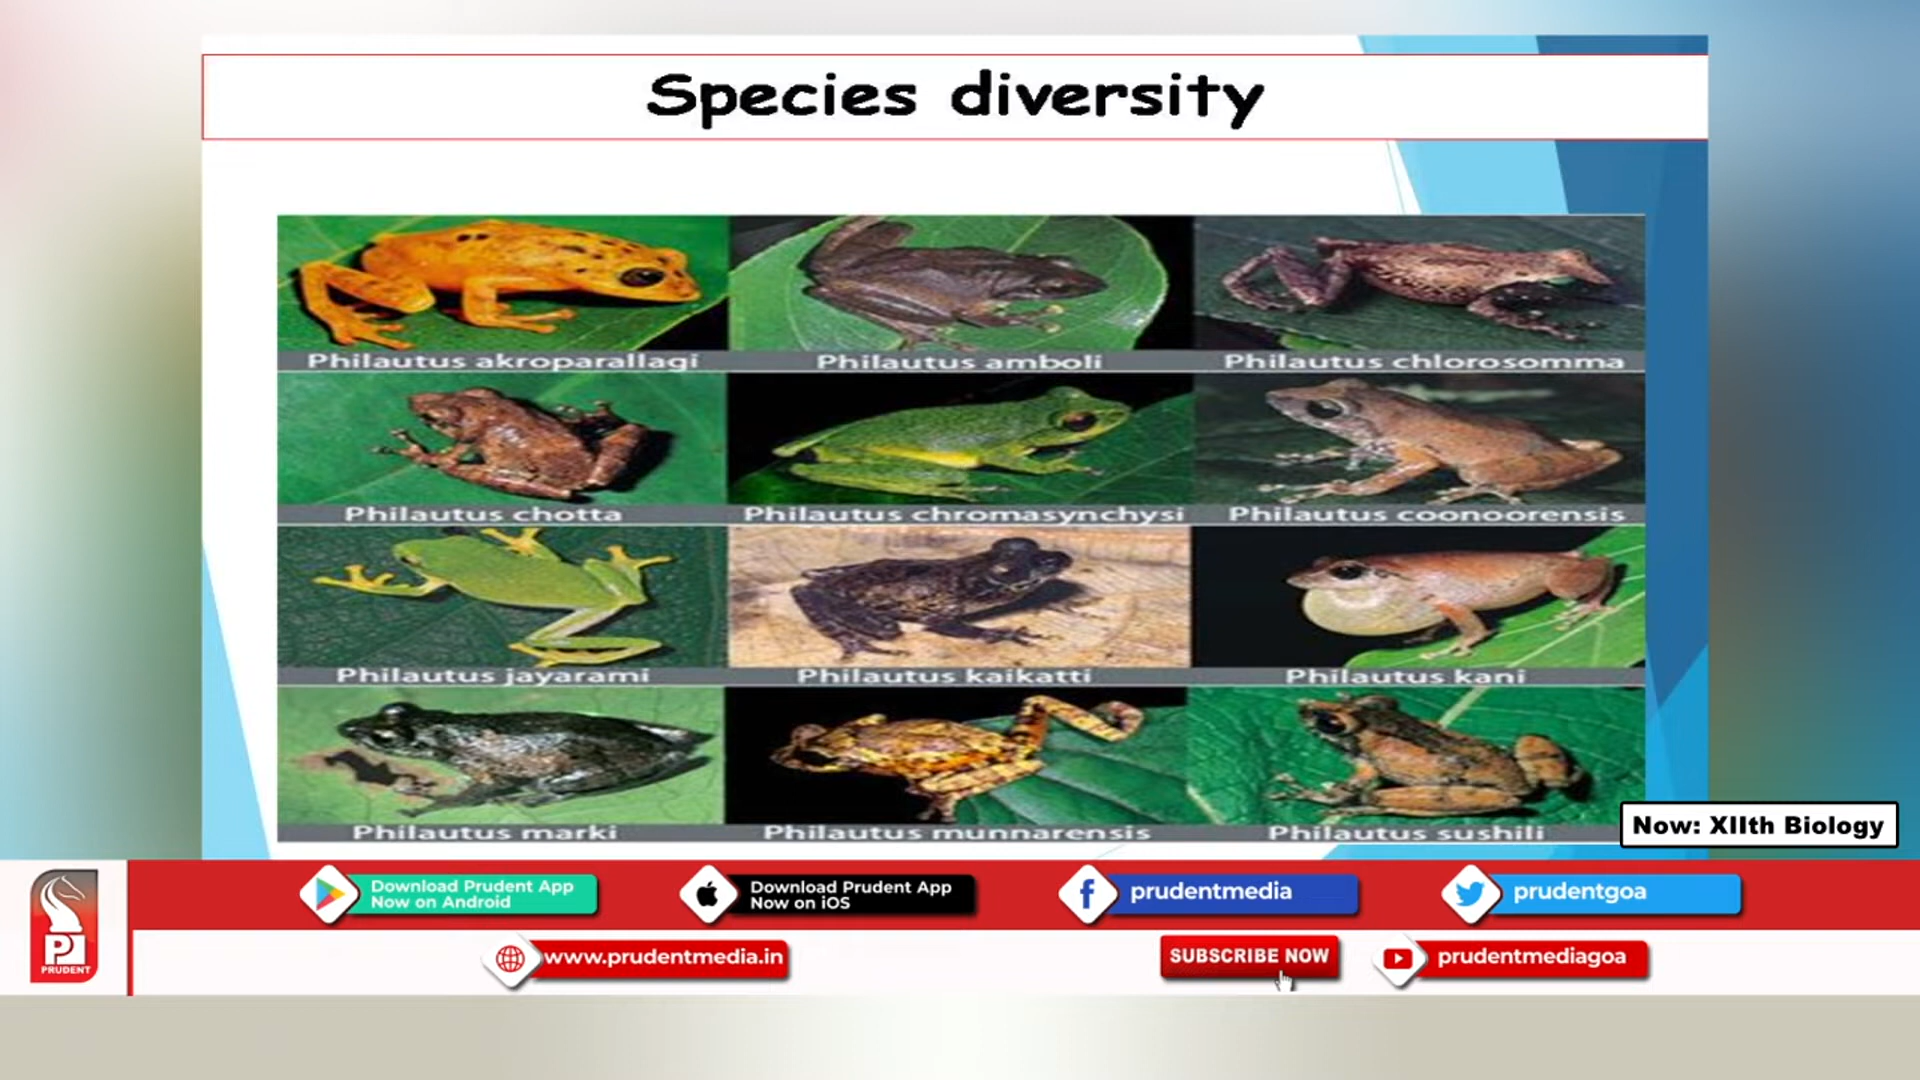 Species diversity
Philautus akroparallagi
Philautus amboli
Philautus chlorosomma
Philautus chotta
Philautus chromasynchysi
Philautus coonoorensis
Philautus jayarami
Philautus kaikatti
Philautus kani
Philautus marki
Philautus munnarensis
Philautus sushili
Now: XIIth Biology
PRUDENT
Download Prudent App
Now on Android
Download Prudent App
Now on iOS
prudentmedia
prudentgoa
www.prudentmedia.in
SUBSCRIBE NOW
prudentmediagoa